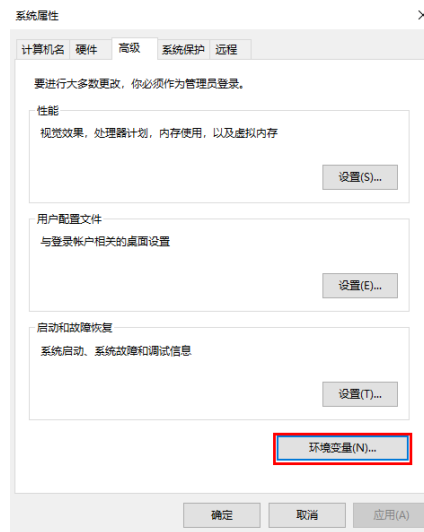 系统属性
计算机名 硬件 高级 系统保护 远程
要进行大多数更改，你必须作为管理员登录。
性能
视觉效果，处理器计划，内存使用，以及虚拟内存
设置(S)...
用户配置文件
与登录帐户相关的桌面设置
设置(E)...
启动和故障恢复
系统启动、系统故障和调试信息
设置(T)...
环境变量(N)...
确定 取消 应用(A)